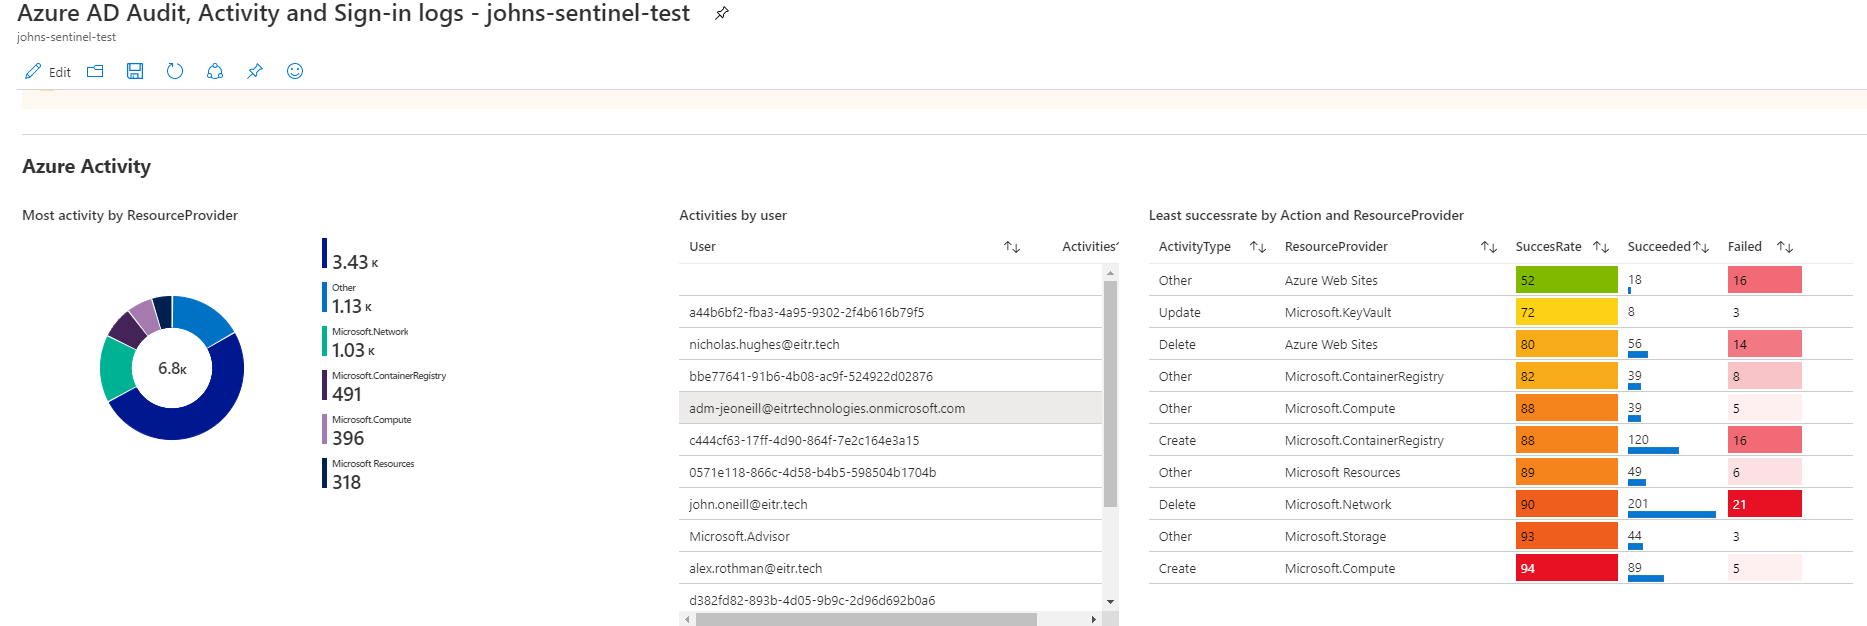 Azure AD Audit, Activity and Sign-in logs - johns-sentinel-test
johns-sentinel-test
Edit
Azure Activity
Most activity by ResourceProvider
3.43 K
Other
1.13 K
Microsoft.Network
1.03 K
Microsoft.ContainerRegistry
491
Microsoft.Compute
396
Microsoft Resources
318
6.8K
Activities by user
User Activities
a44b6bf2-fba3-4a95-9302-2f4b616b79f5
nicholas.hughes@eitr.tech
bbe77641-91b6-4b08-ac9f-524922d02876
adm-jeoneill@eitrtechnologies.onmicrosoft.com
c444cf63-17ff-4d90-864f-7e2c164e3a15
0571e118-866c-4d58-b4b5-598504b1704b
john.oneill@eitr.tech
Microsoft.Advisor
alex.rothman@eitr.tech
d382fd82-893b-4d05-9b9c-2d96d692b0a6
Least successrate by Action and ResourceProvider
ActivityType ResourceProvider SuccesRate Succeeded Failed
Other Azure Web Sites 52 18 16
Update Microsoft.KeyVault 72 8 3
Delete Azure Web Sites 80 56 14
Other Microsoft.ContainerRegistry 82 39 8
Other Microsoft.Compute 88 39 5
Create Microsoft.ContainerRegistry 88 120 16
Other Microsoft Resources 89 49 6
Delete Microsoft.Network 90 201 21
Other Microsoft.Storage 93 44 3
Create Microsoft.Compute 94 89 5